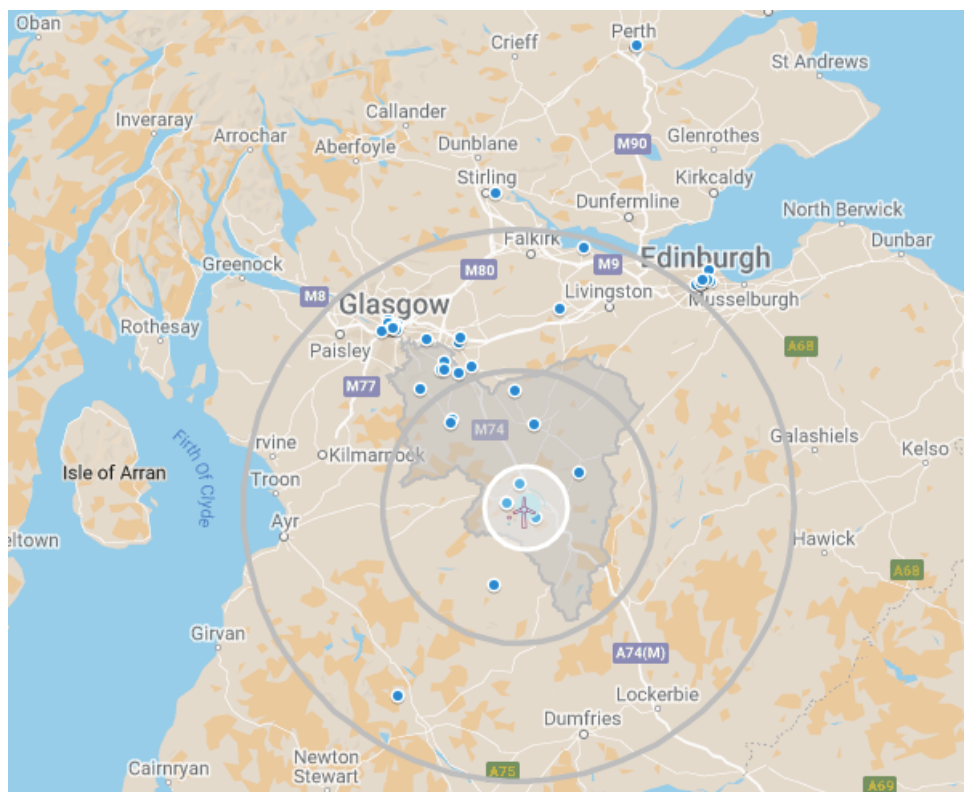 Oban
Perth
Crieff
St Andrews
Inveraray
Callander
Arrochar
Aberfoyle
Dunblane
M90
Glenrothes
Stirling
Kirkcaldy
Dunfermline
North Berwick
Falkirk
Dunbar
Greenock
M80
M9
Edinburgh
M8
Livingston
Musselburgh
Glasgow
Rothesay
Paisley
A68
M77
Firth Of Clyde
M74
Galashiels
Kelso
rvine
Kilmarnock
Isle of Arran
Troon
Ayr
eltown
Hawick
A68
Girvan
A74(M)
Lockerbie
Dumfries
Newton
Stewart
Cairnryan
A75
A69